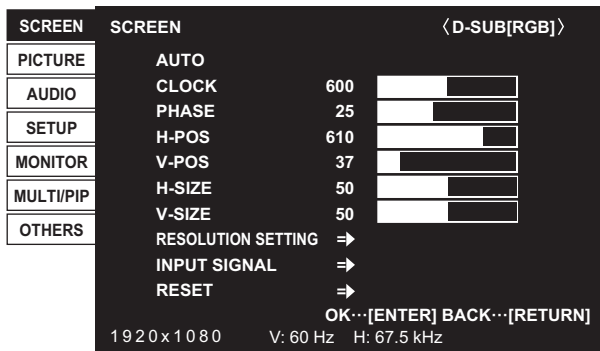 SCREEN
PICTURE
AUDIO
SETUP
MONITOR
MULTI/PIP
OTHERS
SCREEN 〈D-SUB[RGB]〉
AUTO
CLOCK 600
PHASE 25
H-POS 610
V-POS 37
H-SIZE 50
V-SIZE 50
RESOLUTION SETTING
INPUT SIGNAL
RESET
OK···[ENTER] BACK···[RETURN]
1920x1080 V: 60 Hz H: 67.5 kHz